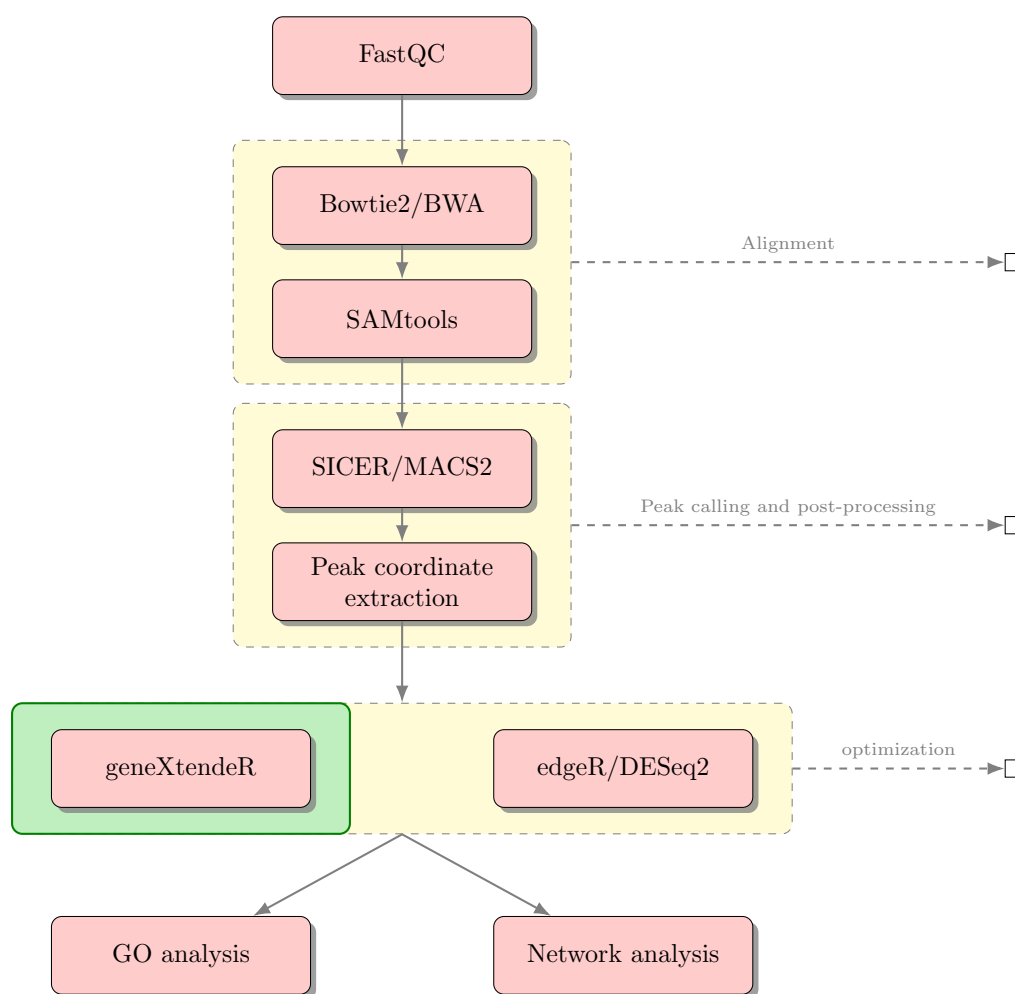 FastQC
Bowtie2/BWA
Alignment
SAMtools
SICER/MACS2
Peak calling and post-processing
Peak coordinate
extraction
geneXtendeR
edgeR/DESeq2
optimization
GO analysis
Network analysis